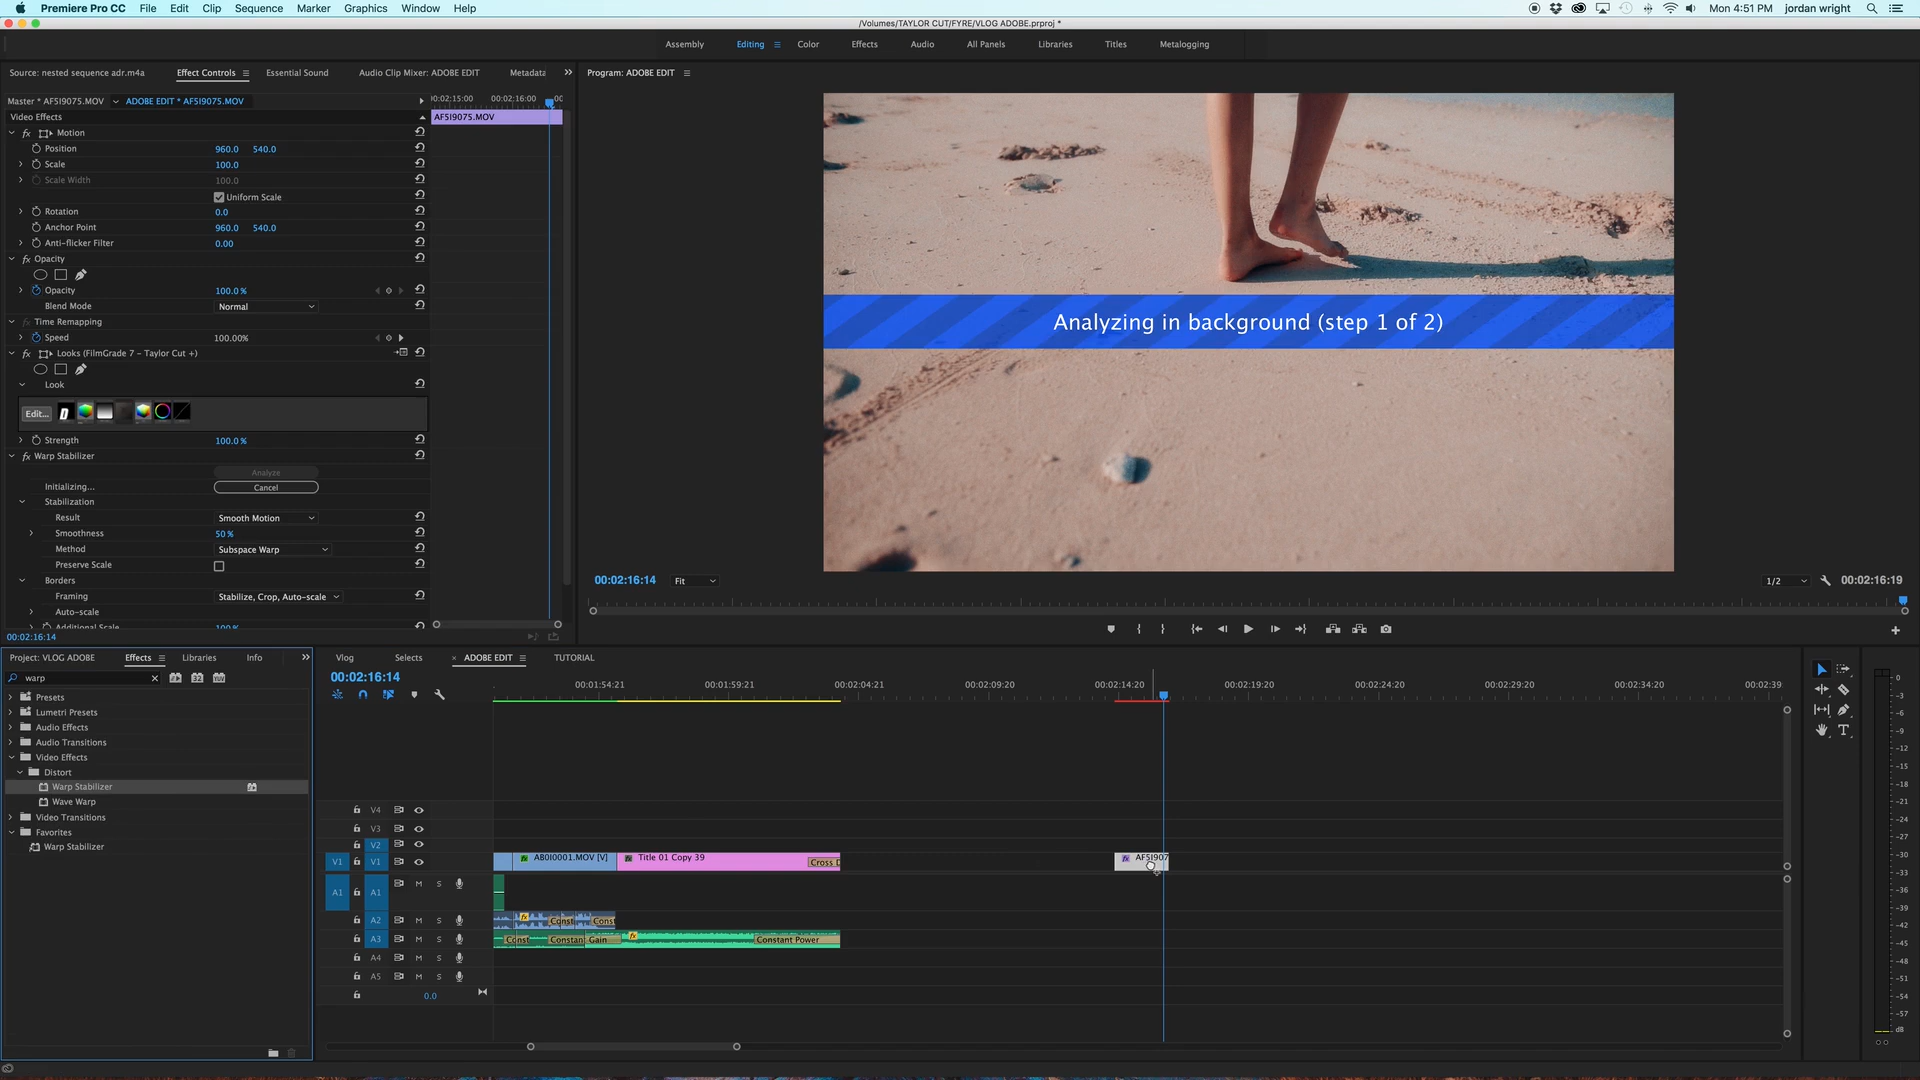 Premiere Pro CC File Edit Clip Sequence Marker Graphics Window Help Mon 4:51 PM jordan wright
/Volumes/TAYLOR CUT/FYRE/VLOG ADOBE.prproj *
Assembly Editing Color Effects Audio All Panels Libraries Titles Metalogging
Source: nested sequence adr.m4a Effect Controls Essential Sound Audio Clip Mixer: ADOBE EDIT Metadata
Program: ADOBE EDIT
Master * AF5I9075.MOV ADOBE EDIT * AF5I9075.MOV
00:02:15:00 00:02:16:00 00
Video Effects
AF5I9075.MOV
fx Motion
Position 960.0 540.0
Scale 100.0
Scale Width 100.0
Uniform Scale
Rotation 0.0
Anchor Point 960.0 540.0
Anti-flicker Filter 0.00
fx Opacity
Opacity 100.0 %
Blend Mode Normal
Time Remapping
Speed 100.00%
fx Looks (FilmGrade 7 - Taylor Cut +)
Look
Edit...
Strength 100.0 %
fx Warp Stabilizer
Analyze
Initializing... Cancel
Stabilization
Result Smooth Motion
Smoothness 50 %
Method Subspace Warp
Preserve Scale
Borders
Framing Stabilize, Crop, Auto-scale
Auto-scale
Additional Scale 100 %
00:02:16:14
Analyzing in background (step 1 of 2)
00:02:16:14 Fit 1/2 00:02:16:19
Project: VLOG ADOBE Effects Libraries Info
warp
Presets
Lumetri Presets
Audio Effects
Audio Transitions
Video Effects
Distort
Warp Stabilizer
Wave Warp
Video Transitions
Favorites
Warp Stabilizer
Vlog Selects × ADOBE EDIT TUTORIAL
00:02:16:14
00:01:54:21 00:01:59:21 00:02:04:21 00:02:09:20 00:02:14:20 00:02:19:20 00:02:24:20 00:02:29:20 00:02:34:20 00:02:39
V4
V3
V2
V1 V1 fx AB0I0001.MOV [V] fx Title 01 Copy 39 Cross D fx AF5I907
A1 A1 M S
A2 M S fx Const Const
A3 M S Const Constan Gain fx Constant Power
A4 M S
A5 M S
0.0
0
-3
-6
-9
-12
-15
-18
-21
-24
-27
-30
-33
-36
-39
-42
-45
-48
-51
-54
-57
dB